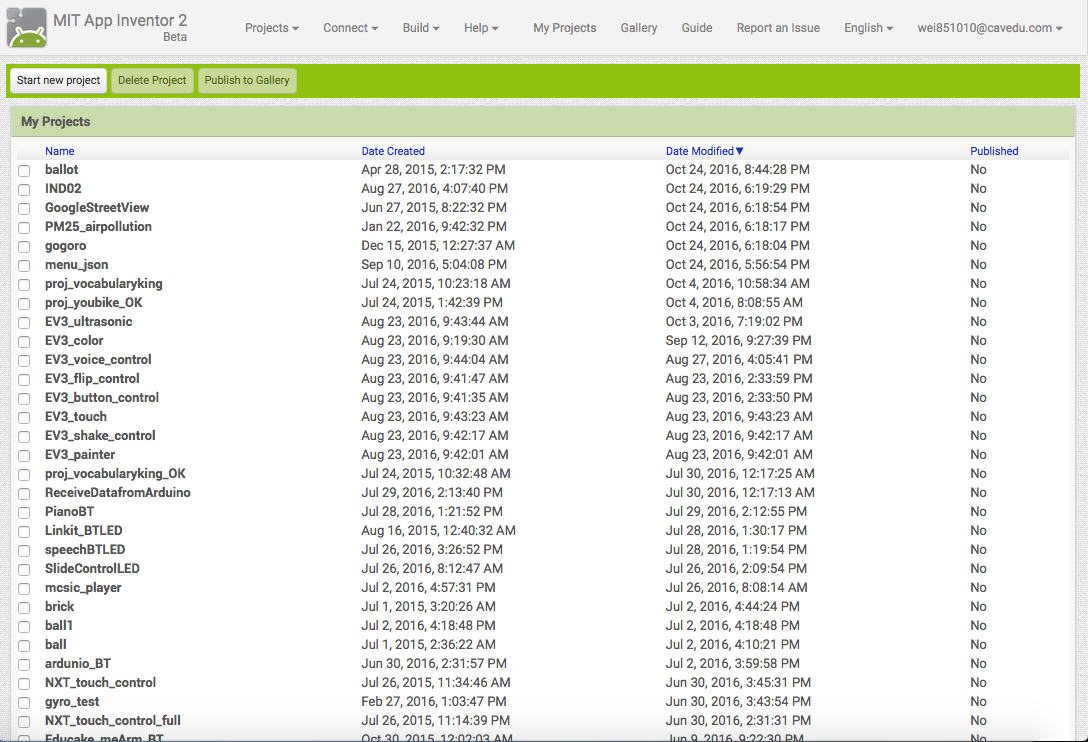 MIT App Inventor 2
Beta
Projects Connect Build Help My Projects Gallery Guide Report an Issue English wei851010@cavedu.com
Start new project Delete Project Publish to Gallery
My Projects
Name Date Created Date Modified▼ Published
ballot Apr 28, 2015, 2:17:32 PM Oct 24, 2016, 8:44:28 PM No
IND02 Aug 27, 2016, 4:07:40 PM Oct 24, 2016, 6:19:29 PM No
GoogleStreetView Jun 27, 2015, 8:22:32 PM Oct 24, 2016, 6:18:54 PM No
PM25_airpollution Jan 22, 2016, 9:42:32 PM Oct 24, 2016, 6:18:17 PM No
gogoro Dec 15, 2015, 12:27:37 AM Oct 24, 2016, 6:18:04 PM No
menu_json Sep 10, 2016, 5:04:08 PM Oct 24, 2016, 5:56:54 PM No
proj_vocabularyking Jul 24, 2015, 10:23:18 AM Oct 4, 2016, 10:58:34 AM No
proj_youbike_OK Jul 24, 2015, 1:42:39 PM Oct 4, 2016, 8:08:55 AM No
EV3_ultrasonic Aug 23, 2016, 9:43:44 AM Oct 3, 2016, 7:19:02 PM No
EV3_color Aug 23, 2016, 9:19:30 AM Sep 12, 2016, 9:27:39 PM No
EV3_voice_control Aug 23, 2016, 9:44:04 AM Aug 27, 2016, 4:05:41 PM No
EV3_flip_control Aug 23, 2016, 9:41:47 AM Aug 23, 2016, 2:33:59 PM No
EV3_button_control Aug 23, 2016, 9:41:35 AM Aug 23, 2016, 2:33:50 PM No
EV3_touch Aug 23, 2016, 9:43:23 AM Aug 23, 2016, 9:43:23 AM No
EV3_shake_control Aug 23, 2016, 9:42:17 AM Aug 23, 2016, 9:42:17 AM No
EV3_painter Aug 23, 2016, 9:42:01 AM Aug 23, 2016, 9:42:01 AM No
proj_vocabularyking_OK Jul 24, 2015, 10:32:48 AM Jul 30, 2016, 12:17:25 AM No
ReceiveDatafromArduino Jul 29, 2016, 2:13:40 PM Jul 30, 2016, 12:17:13 AM No
PianoBT Jul 28, 2016, 1:21:52 PM Jul 29, 2016, 2:12:55 PM No
Linkit_BTLED Aug 16, 2015, 12:40:32 AM Jul 28, 2016, 1:30:17 PM No
speechBTLED Jul 26, 2016, 3:26:52 PM Jul 28, 2016, 1:19:54 PM No
SlideControlLED Jul 26, 2016, 8:12:47 AM Jul 26, 2016, 2:09:54 PM No
mcsic_player Jul 2, 2016, 4:57:31 PM Jul 26, 2016, 8:08:14 AM No
brick Jul 1, 2015, 3:20:26 AM Jul 2, 2016, 4:44:24 PM No
ball1 Jul 2, 2016, 4:18:48 PM Jul 2, 2016, 4:18:48 PM No
ball Jul 1, 2015, 2:36:22 AM Jul 2, 2016, 4:10:21 PM No
ardunio_BT Jun 30, 2016, 2:31:57 PM Jul 2, 2016, 3:59:58 PM No
NXT_touch_control Jul 26, 2015, 11:34:46 AM Jun 30, 2016, 3:45:31 PM No
gyro_test Feb 27, 2016, 1:03:47 PM Jun 30, 2016, 3:43:54 PM No
NXT_touch_control_full Jul 26, 2015, 11:14:39 PM Jun 30, 2016, 2:31:31 PM No
Educake_meArm_BT Oct 30, 2015, 12:02:03 AM Jun 9, 2016, 9:22:30 PM No